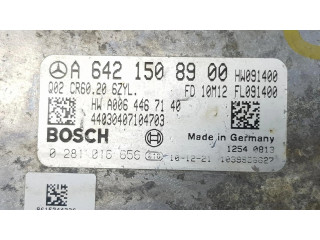 A 642 150 89 00 HW091400
Q02 CR60.20 6ZYL. FD 10M12 FL091400
HW A006 446 71 40
44030407104703
BOSCH Made in Germany
1254 0813
0 281 016 656 10-12-21